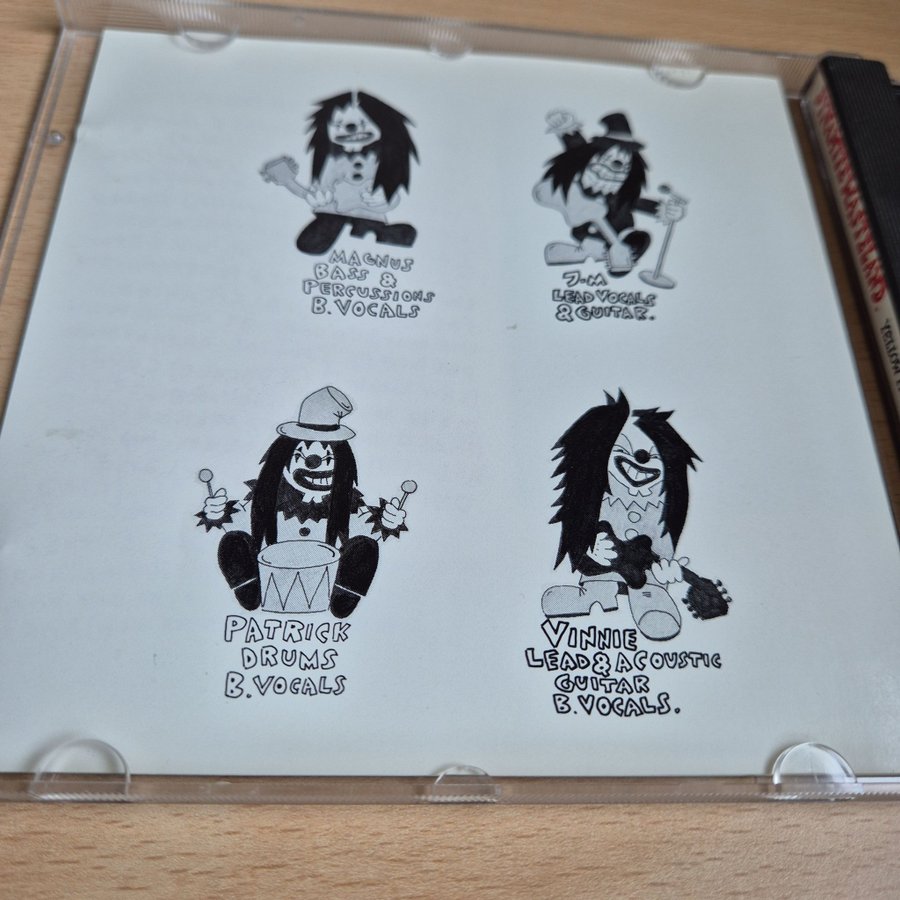 MAGNUS
BASS &
PERCUSSIONS
B. VOCALS
J-M
LEAD VOCALS
& GUITAR.
PATRICK
DRUMS
B. VOCALS
VINNIE
LEAD & ACOUSTIC
GUITAR
B. VOCALS.